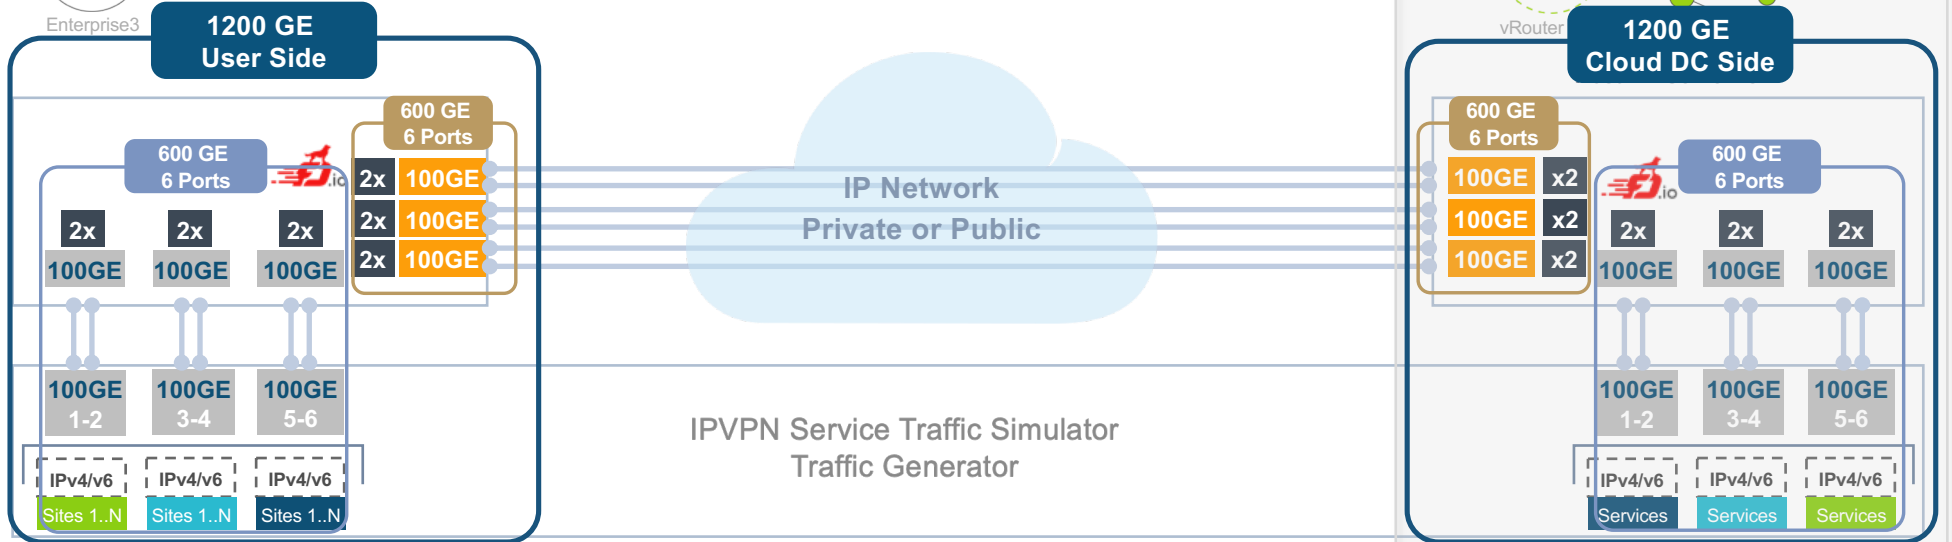 Enterprise3
1200 GE
User Side
600 GE
6 Ports
600 GE
6 Ports
.io
2x 100GE
2x 100GE
2x 100GE
2x 2x 2x
100GE 100GE 100GE
100GE 100GE 100GE
1-2 3-4 5-6
IPv4/v6 IPv4/v6 IPv4/v6
Sites 1..N Sites 1..N Sites 1..N
IP Network
Private or Public
IPVPN Service Traffic Simulator
Traffic Generator
vRouter
1200 GE
Cloud DC Side
600 GE
6 Ports
100GE x2
100GE x2
100GE x2
600 GE
6 Ports
.io
2x 2x 2x
100GE 100GE 100GE
100GE 100GE 100GE
1-2 3-4 5-6
IPv4/v6 IPv4/v6 IPv4/v6
Services Services Services